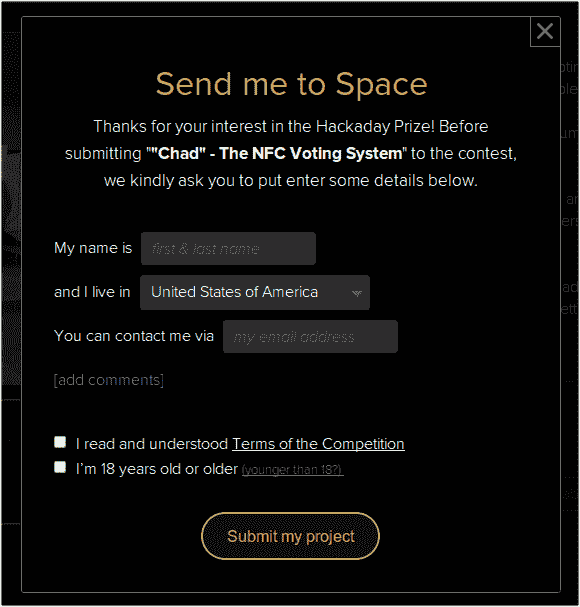 Send me to Space
Thanks for your interest in the Hackaday Prize! Before
submitting ""Chad" - The NFC Voting System" to the contest,
we kindly ask you to put enter some details below.
My name is first & last name
and I live in United States of America
You can contact me via my email address
[add comments]
I read and understood Terms of the Competition
I'm 18 years old or older (younger than 18?)
Submit my project